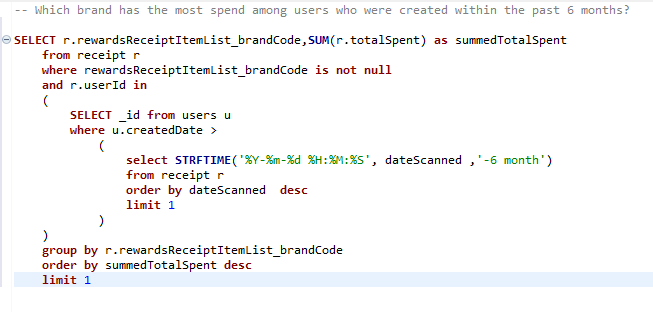 -- Which brand has the most spend among users who were created within the past 6 months?
SELECT r.rewardsReceiptItemList_brandCode,SUM(r.totalSpent) as summedTotalSpent
from receipt r
where rewardsReceiptItemList_brandCode is not null
and r.userId in
(
SELECT _id from users u
where u.createdDate >
(
select STRFTIME('%Y-%m-%d %H:%M:%S', dateScanned ,'-6 month')
from receipt r
order by dateScanned  desc
limit 1
)
)
group by r.rewardsReceiptItemList_brandCode
order by summedTotalSpent desc
limit 1